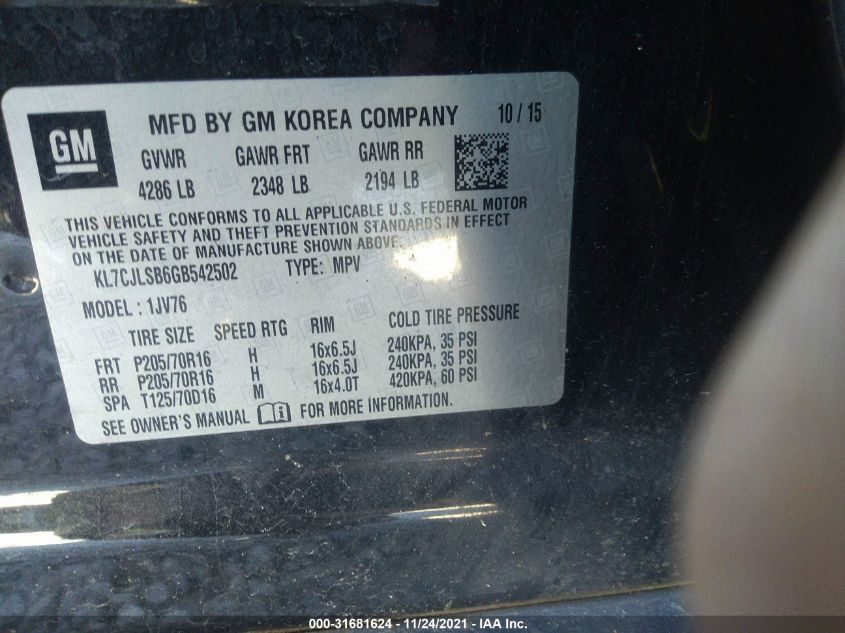 GM
MFD BY GM KOREA COMPANY 10 / 15
GVWR GAWR FRT GAWR RR
4286 LB 2348 LB 2194 LB
THIS VEHICLE CONFORMS TO ALL APPLICABLE U.S. FEDERAL MOTOR
VEHICLE SAFETY AND THEFT PREVENTION STANDARDS IN EFFECT
ON THE DATE OF MANUFACTURE SHOWN ABOVE.
KL7CJLSB6GB542502 TYPE: MPV
MODEL : 1JV76
TIRE SIZE SPEED RTG RIM COLD TIRE PRESSURE
FRT P205/70R16 H 16x6.5J 240KPA, 35 PSI
RR P205/70R16 H 16x6.5J 240KPA, 35 PSI
SPA T125/70D16 M 16x4.0T 420KPA, 60 PSI
SEE OWNER'S MANUAL i FOR MORE INFORMATION.
000-31681624 - 11/24/2021 - IAA Inc.